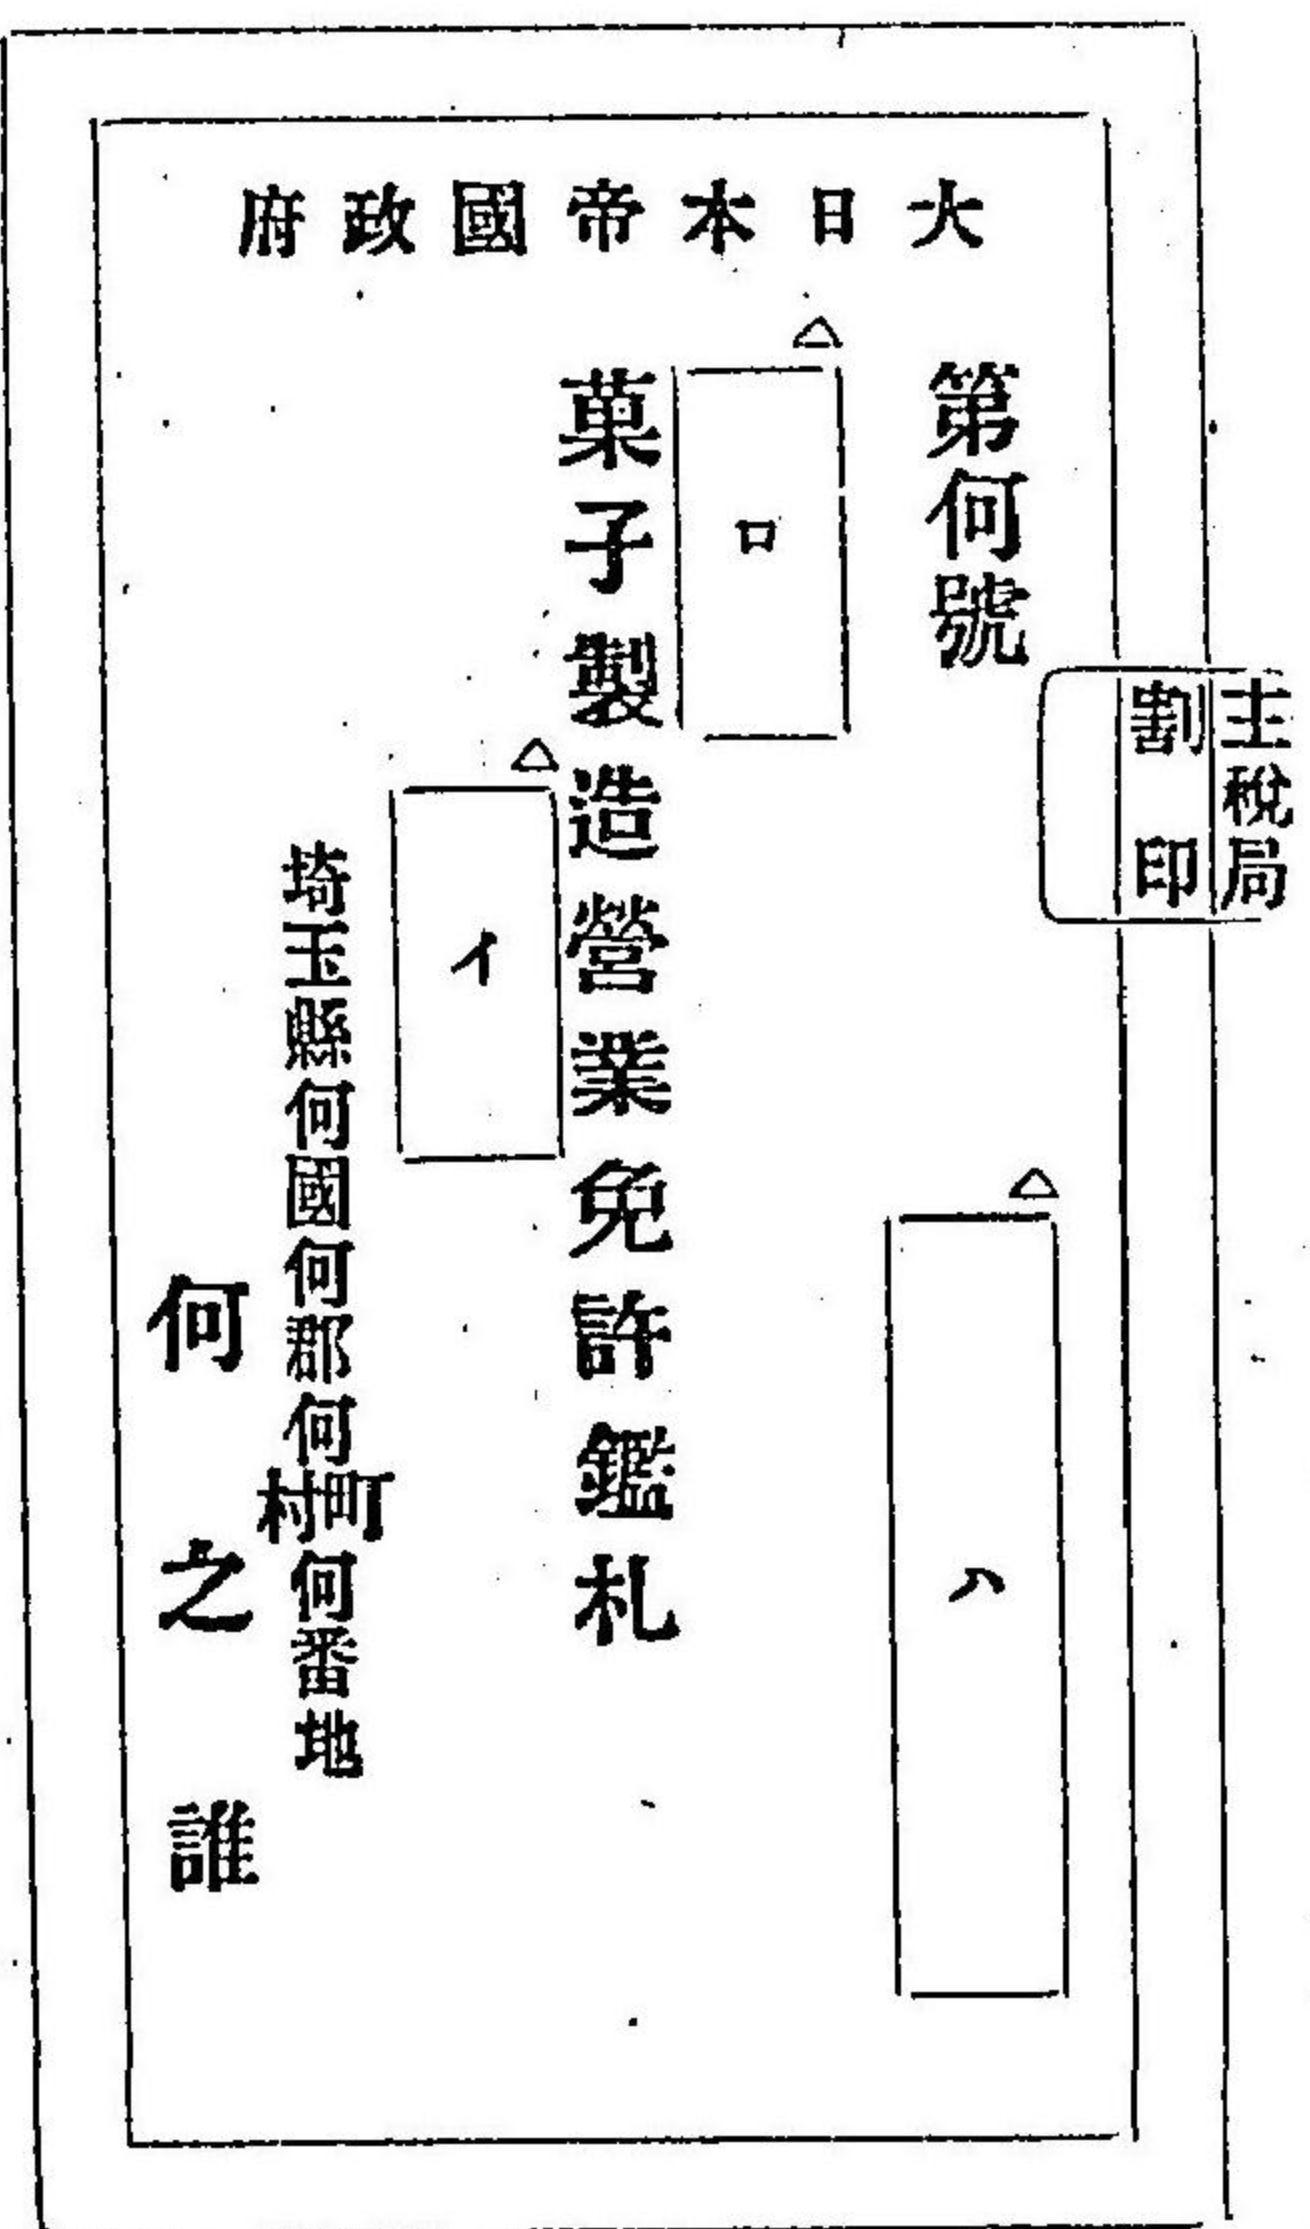 大日本帝國政府
主稅局
割印
第何號
△
ハ
△
ロ
菓子製造營業免許鑑札
△
イ
埼玉縣何國何郡何町村何番地
何之誰